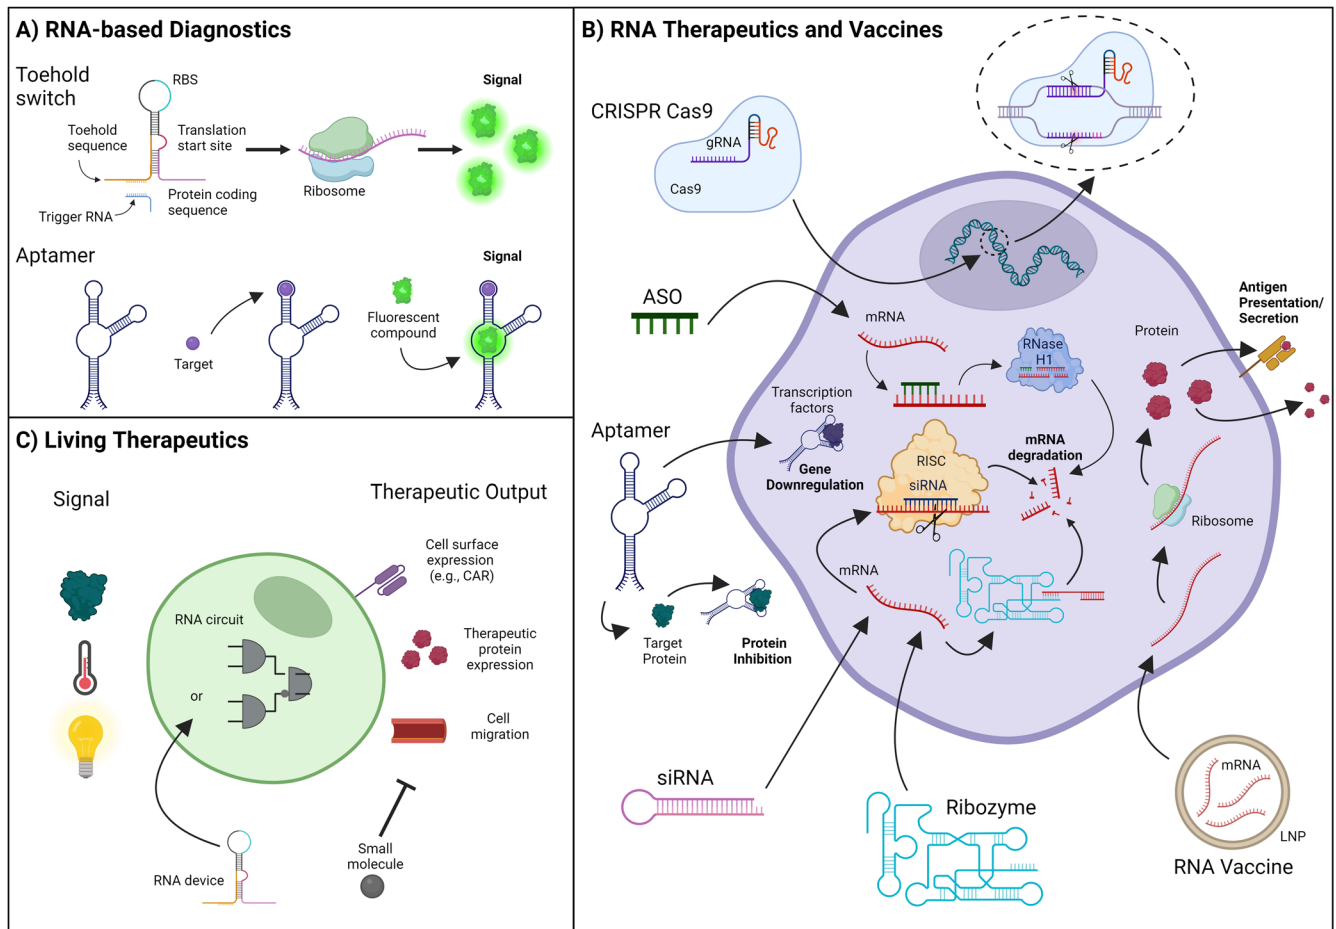 A) RNA-based Diagnostics
Toehold
switch
RBS
Toehold
sequence
Translation
start site
Trigger RNA
Protein coding
sequence
Ribosome
Signal
Aptamer
Target
Fluorescent
compound
Signal
B) RNA Therapeutics and Vaccines
CRISPR Cas9
gRNA
Cas9
ASO
mRNA
RNase
H1
Transcription
factors
Gene
Downregulation
Aptamer
Target
Protein
Protein
Inhibition
RISC
siRNA
mRNA
degradation
mRNA
Protein
Antigen
Presentation/
Secretion
Ribosome
siRNA
Ribozyme
mRNA
LNP
RNA Vaccine
C) Living Therapeutics
Signal
Therapeutic Output
RNA circuit
or
RNA device
Cell surface
expression
(e.g., CAR)
Therapeutic
protein
expression
Cell
migration
Small
molecule